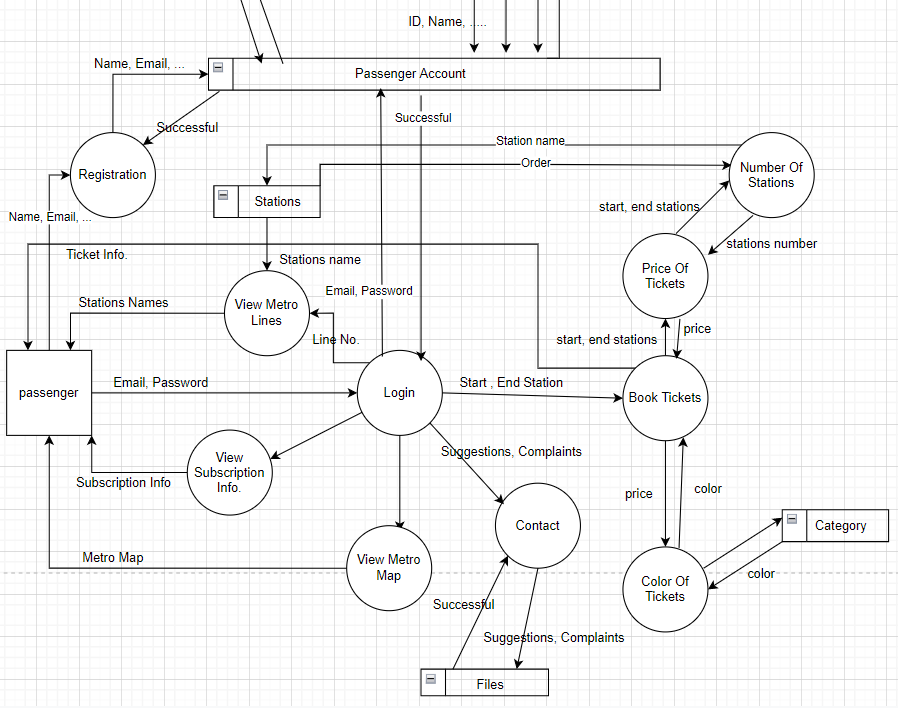 ID, Name, .....
Name, Email, ...
Passenger Account
Successful
Successful
Station name
Order
Registration
Number Of
Stations
Stations
Name, Email, ...
start, end stations
stations number
Ticket Info.
Stations name
Price Of
Tickets
Email, Password
Stations Names
View Metro
Lines
Line No.
start, end stations
price
passenger
Email, Password
Login
Start , End Station
Book Tickets
View
Subscription
Info.
Suggestions, Complaints
Subscription Info
price
color
Contact
Category
Metro Map
View Metro
Map
color
Color Of
Tickets
Successful
Suggestions, Complaints
Files